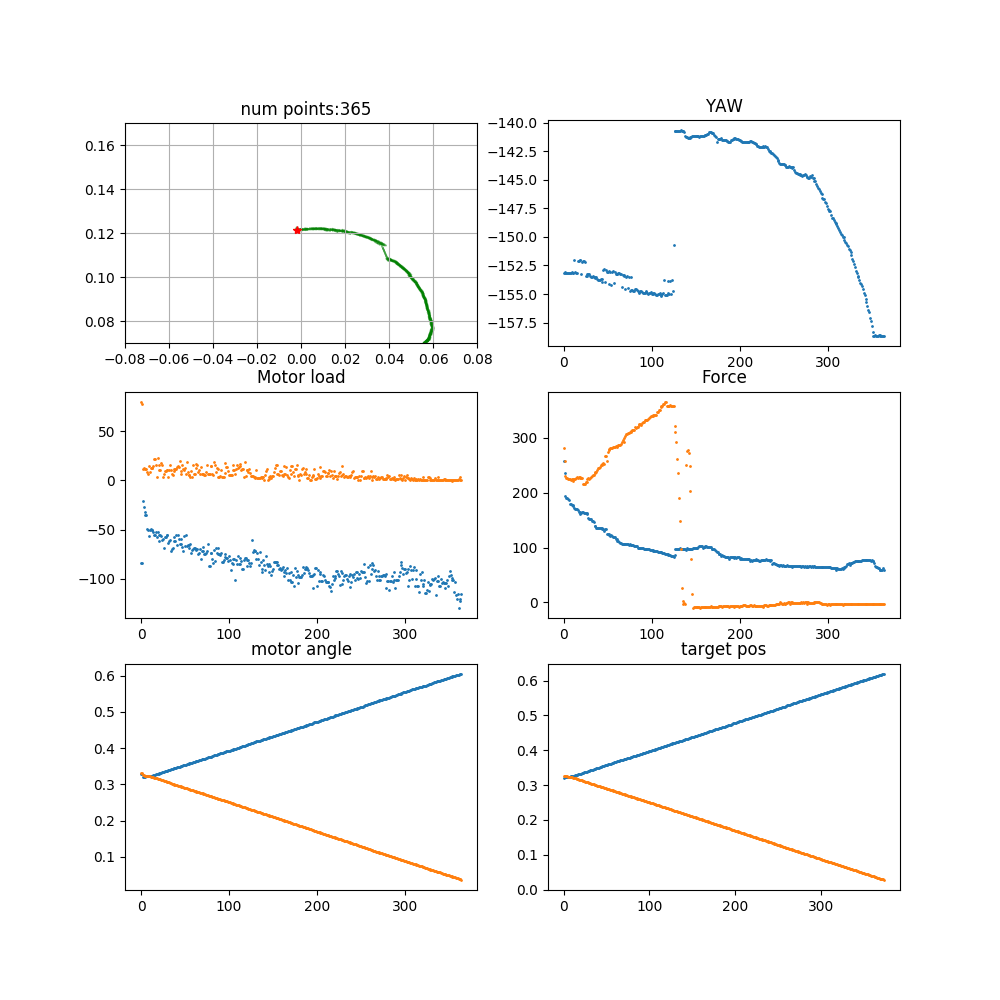 num points:365
YAW
0.16
0.14
0.12
0.10
0.08
−0.08 −0.06 −0.04 −0.02 0.00 0.02 0.04 0.06 0.08
−140.0
−142.5
−145.0
−147.5
−150.0
−152.5
−155.0
−157.5
0 100 200 300
Motor load
Force
50
0
−50
−100
0 100 200 300
300
200
100
0
0 100 200 300
motor angle
target pos
0.6
0.5
0.4
0.3
0.2
0.1
0 100 200 300
0.6
0.5
0.4
0.3
0.2
0.1
0.0
0 100 200 300